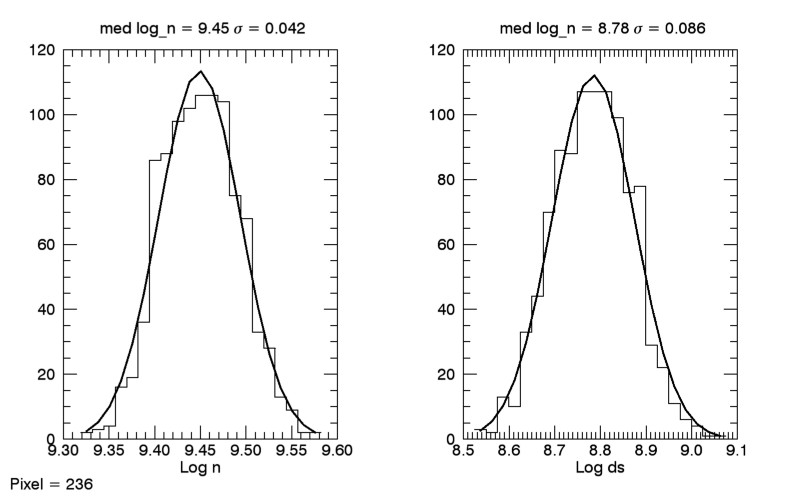 med log_n = 9.45 σ = 0.042
med log_n = 8.78 σ = 0.086
120
100
80
60
40
20
0
9.30 9.35 9.40 9.45 9.50 9.55 9.60
Log n
120
100
80
60
40
20
0
8.5 8.6 8.7 8.8 8.9 9.0 9.1
Log ds
Pixel = 236